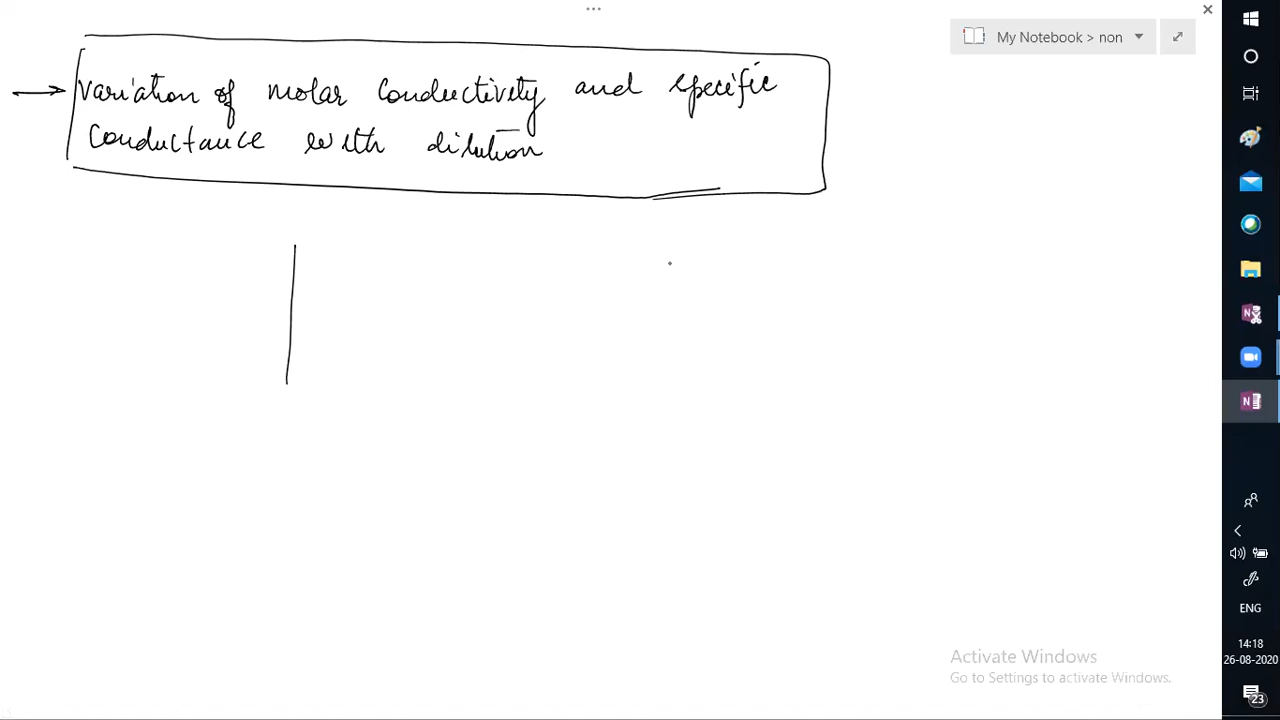 ...
My Notebook > non
Variation of molar conductivity and specific
conductance with dilution
ENG
14:18
26-08-2020
23
Activate Windows
Go to Settings to activate Windows.